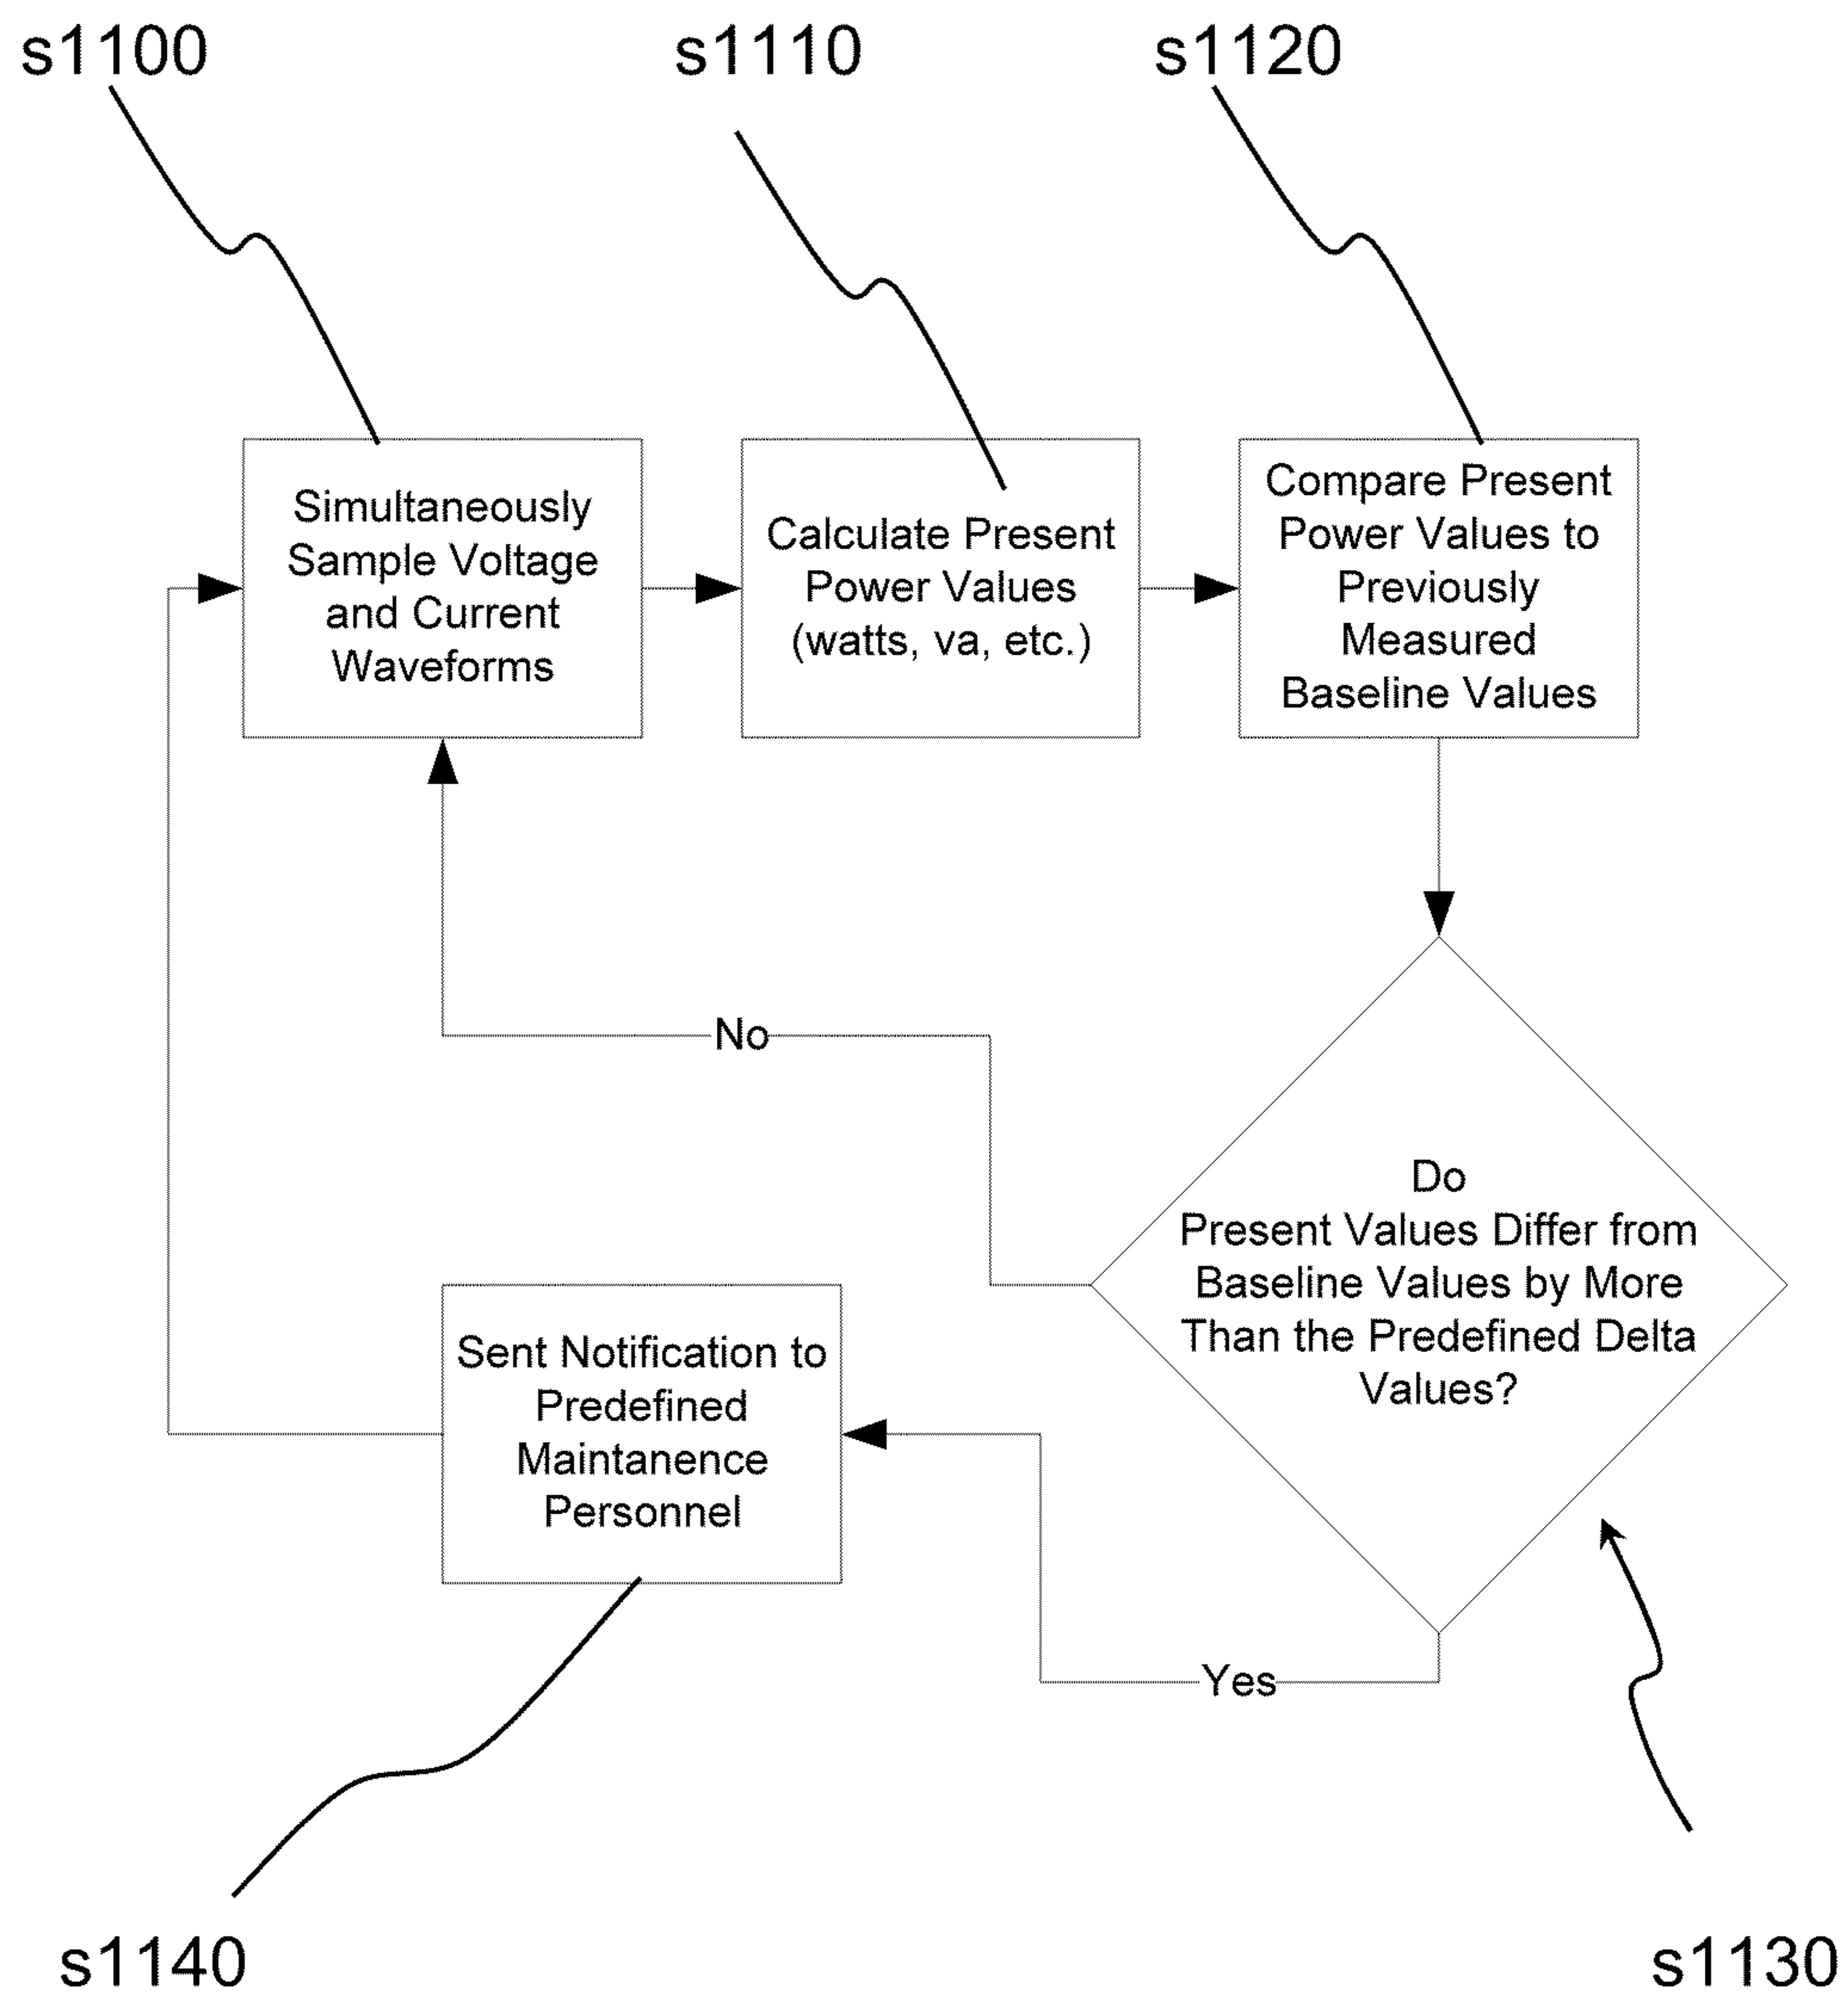 s1100
s1110
s1120
Simultaneously
Sample Voltage
and Current
Waveforms
Calculate Present
Power Values
(watts, va, etc.)
Compare Present
Power Values to
Previously
Measured
Baseline Values
No
Do
Present Values Differ from
Baseline Values by More
Than the Predefined Delta
Values?
Sent Notification to
Predefined
Maintanence
Personnel
Yes
s1140
s1130